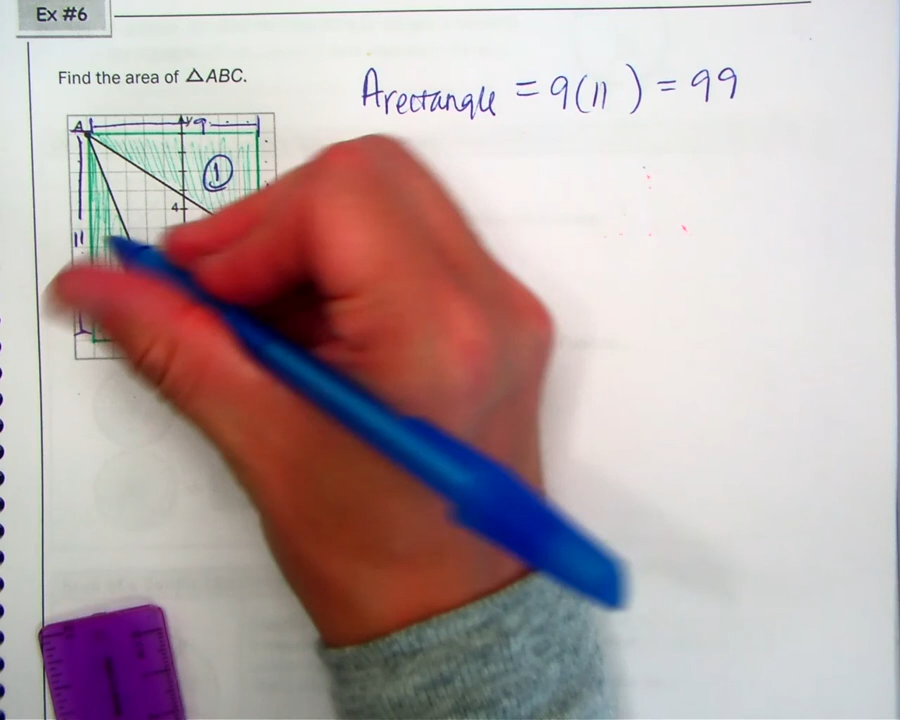 Ex #6
Find the area of △ABC.
Arectangle = 9(11) = 99
A
y
9
①
4
11